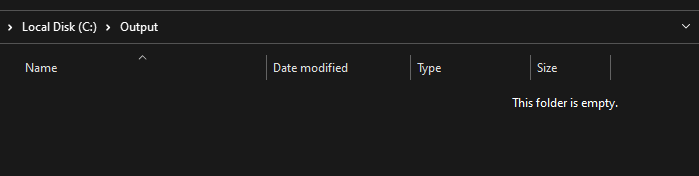 Local Disk (C:) > Output
Name Date modified Type Size
This folder is empty.